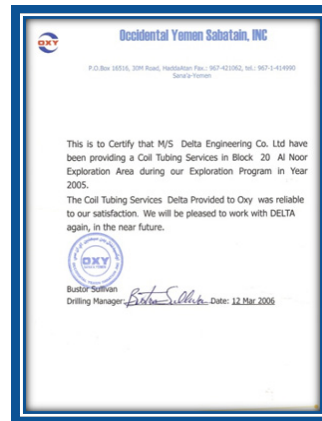 OXY
Occidental Yemen Sabatain, INC
P.O.Box 16516, 20M Road, Haddaktan Fax.: 967-421062, tel.: 967-1-414990
Sana'a-Yemen
This is to Certify that M/S Delta Engineering Co. Ltd have
been providing a Coil Tubing Services in Block 20 Al Noor
Exploration Area during our Exploration Program in Year
2005.
The Coil Tubing Services Delta Provided to Oxy was reliable
to our satisfaction. We will be pleased to work with DELTA
again, in the near future.
OXY
Bustor Sullivan
Drilling Manager: Date: 12 Mar 2006